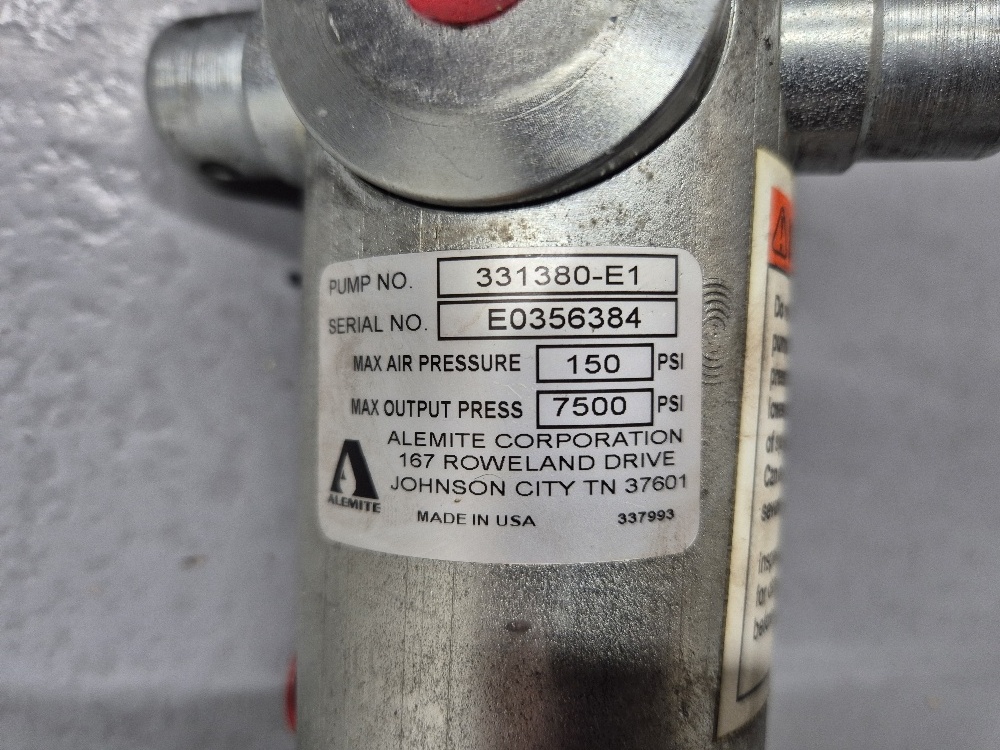 PUMP NO. 331380-E1
SERIAL NO. E0356384
MAX AIR PRESSURE 150 PSI
MAX OUTPUT PRESS 7500 PSI
ALEMITE CORPORATION
167 ROWELAND DRIVE
JOHNSON CITY TN 37601
ALEMITE
MADE IN USA 337993
Do